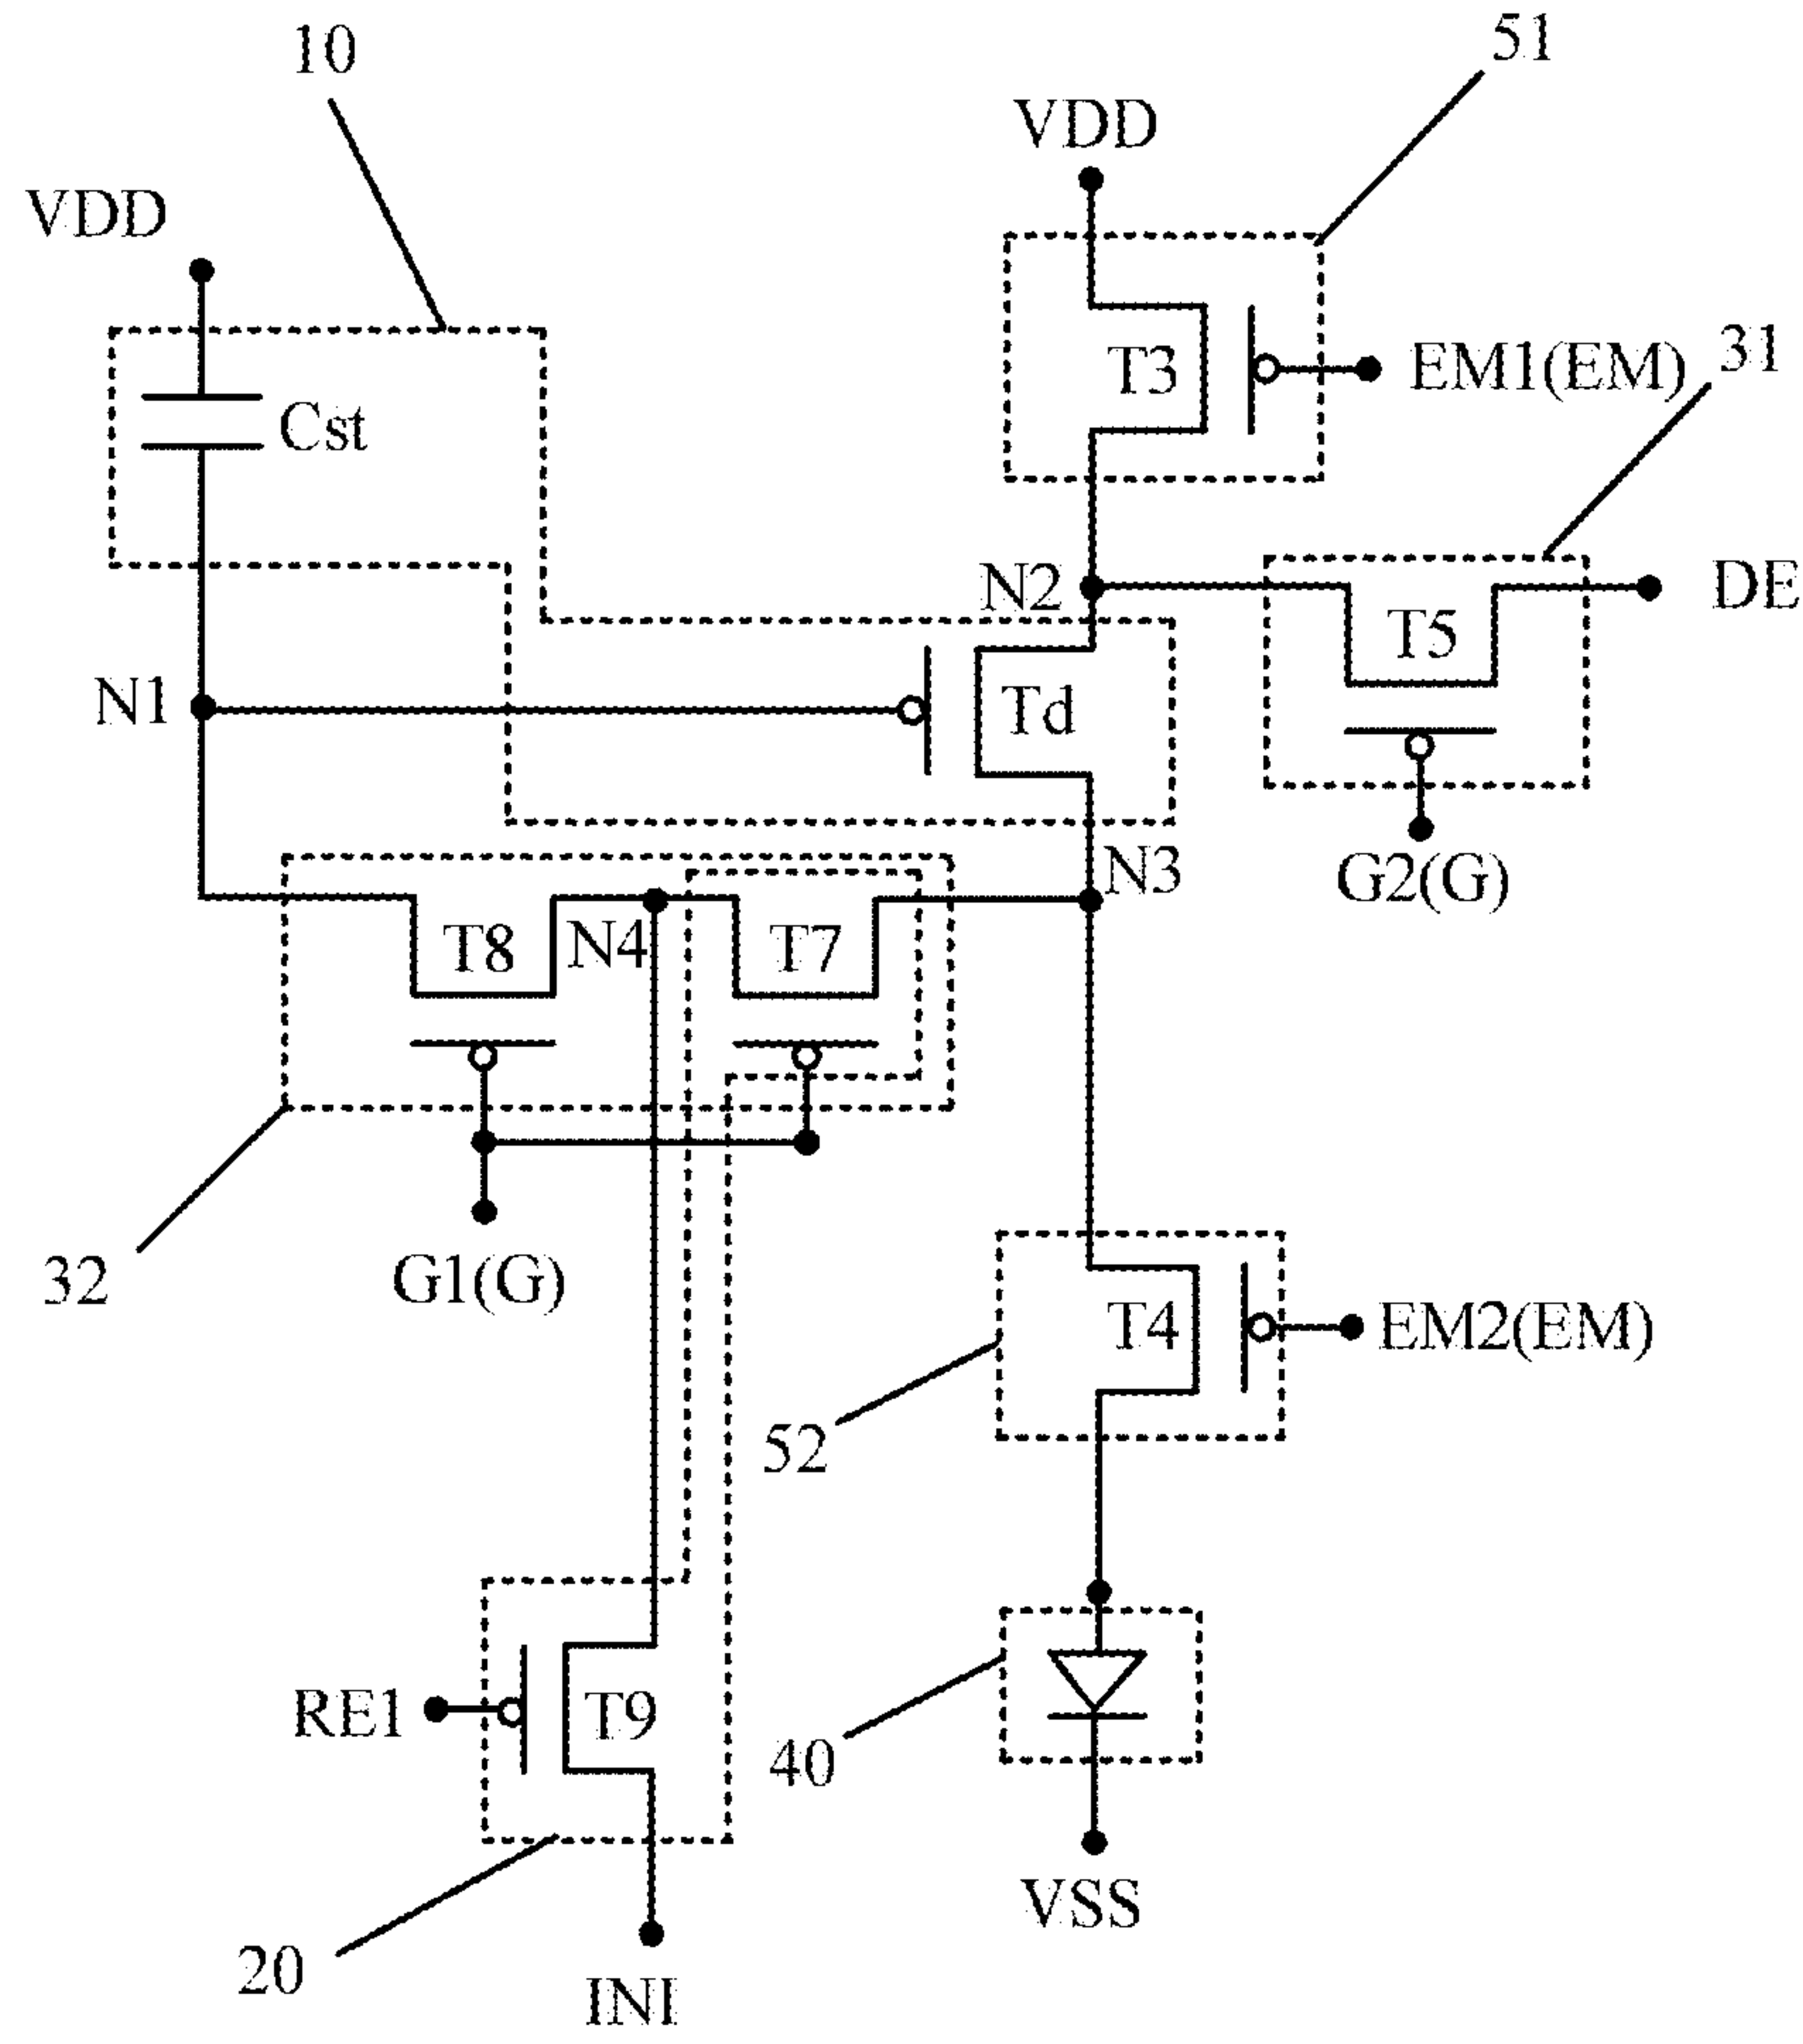 10
51
VDD
VDD
Cst
T3
EM1(EM)
31
N2
DE
T5
N1
Td
G2(G)
N3
T8
N4
T7
32
G1(G)
T4
EM2(EM)
52
RE1
T9
40
VSS
20
INI